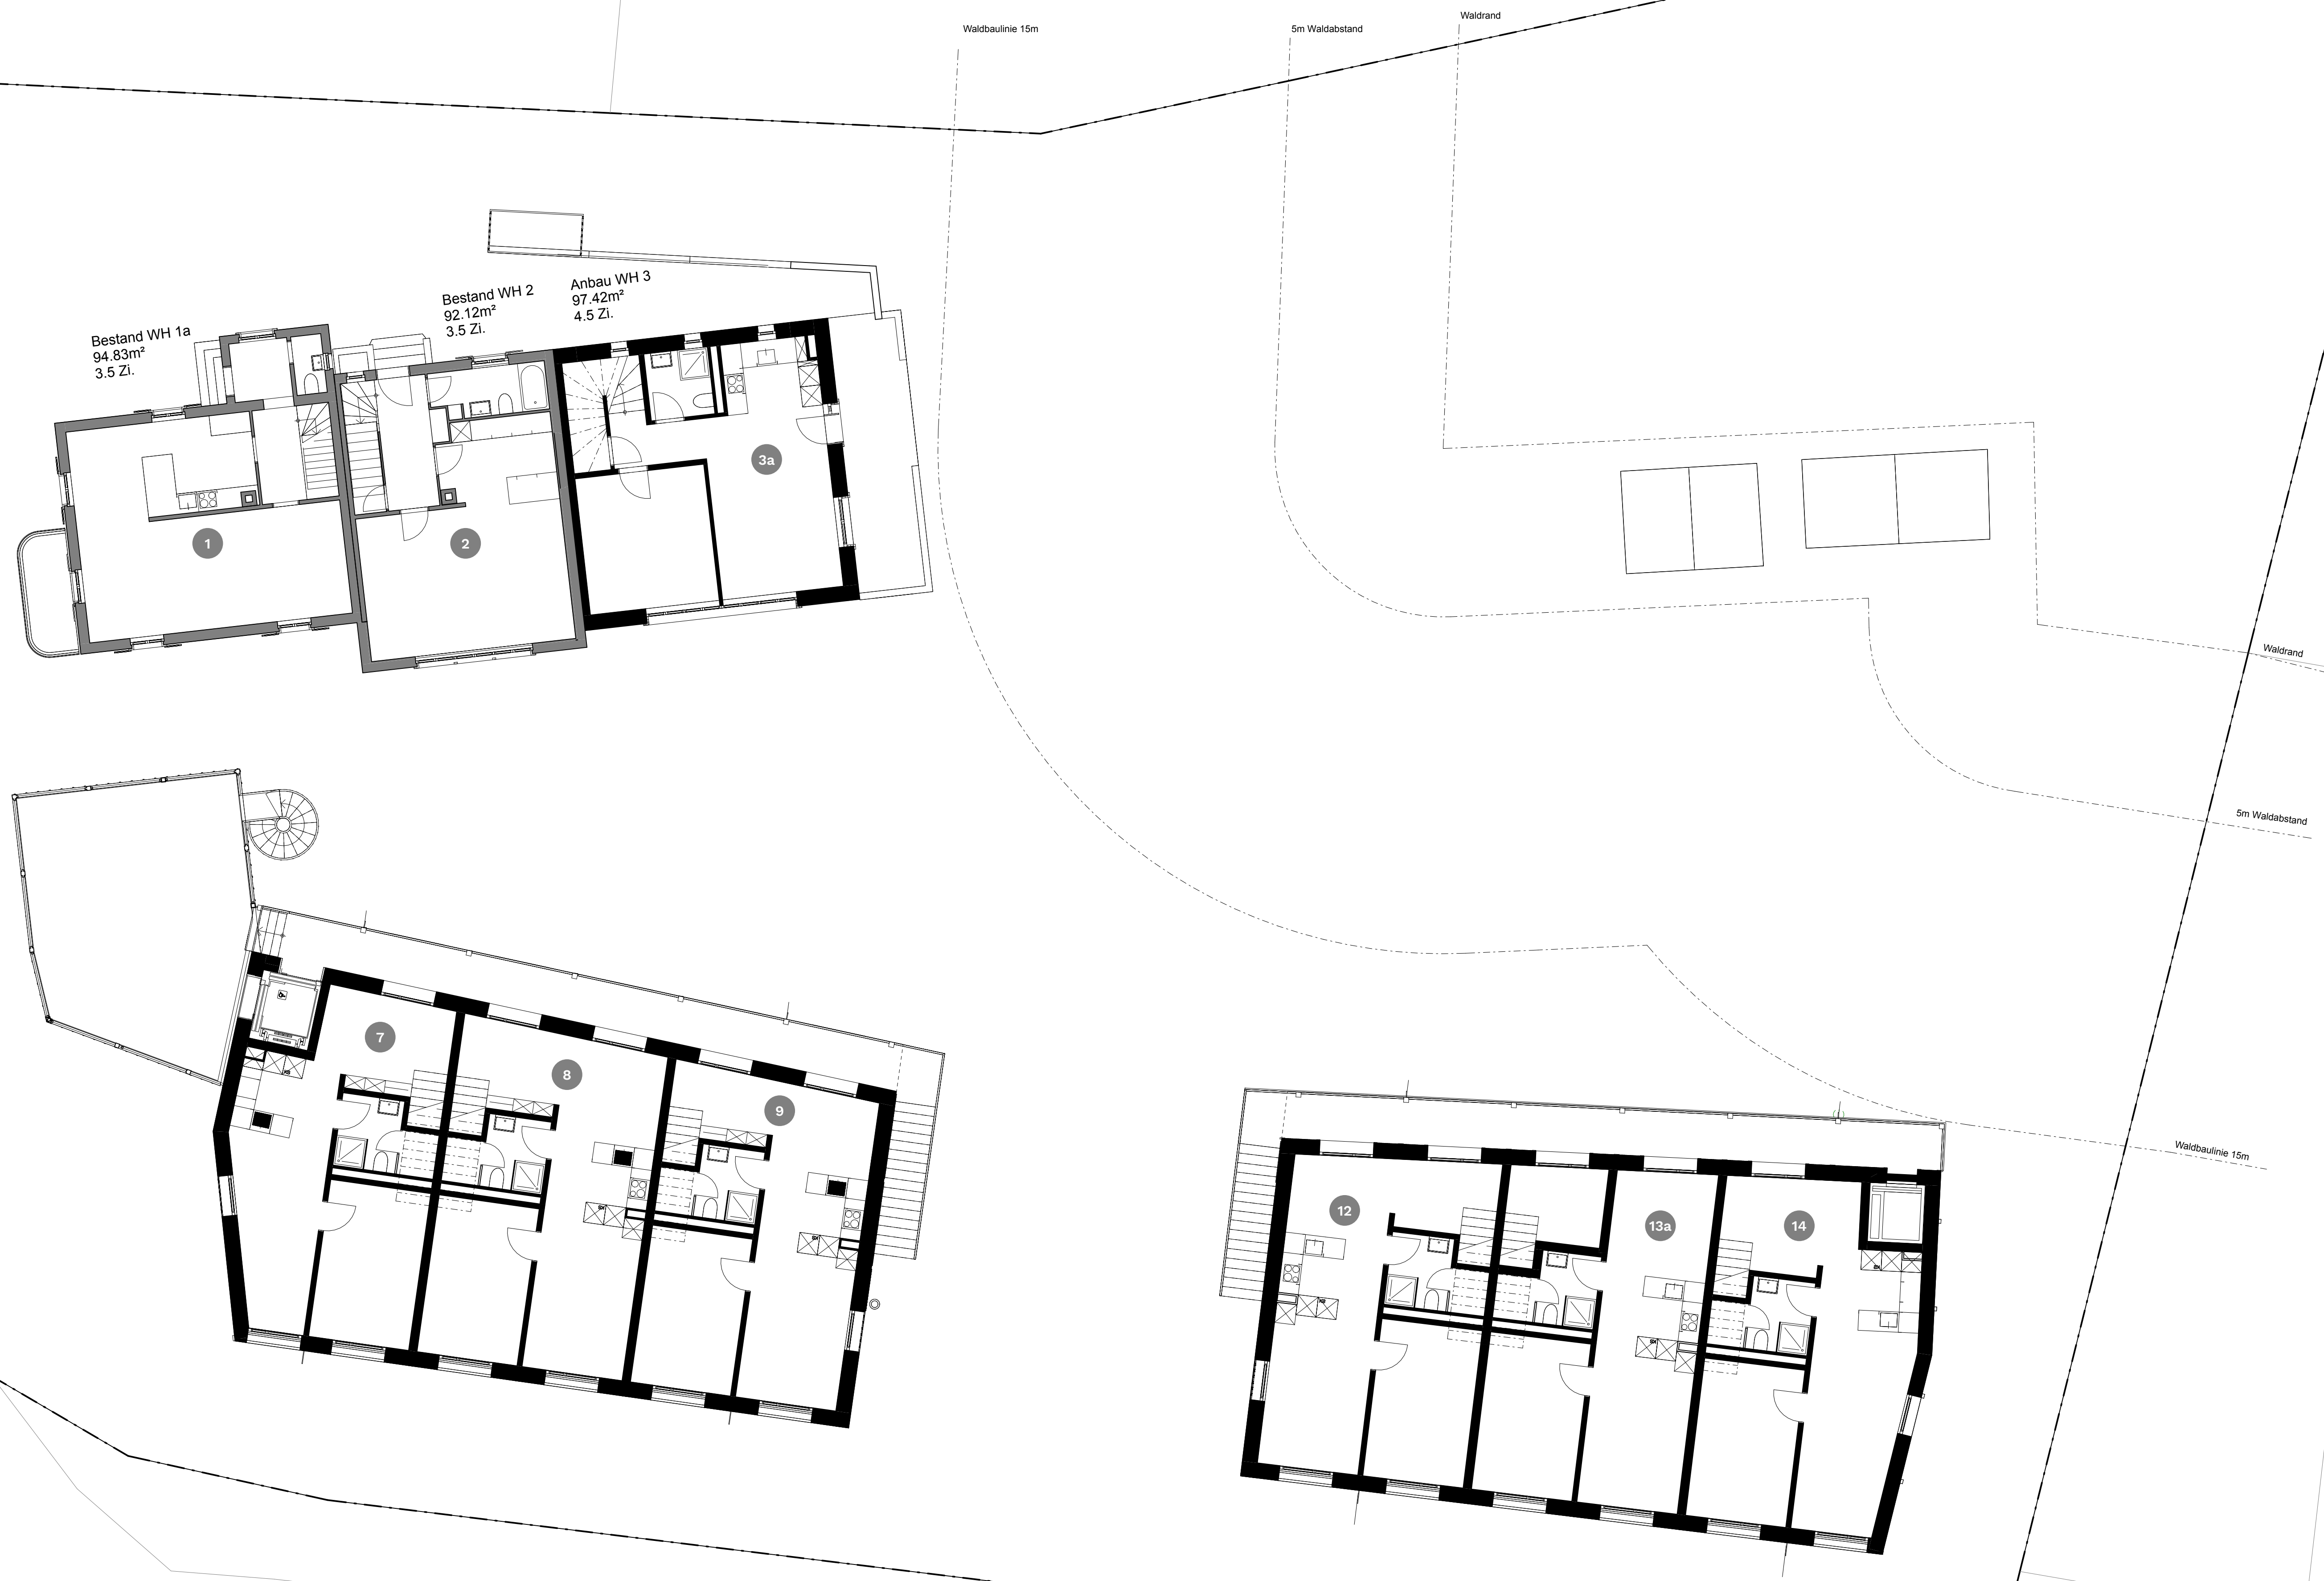 Waldbaulinie 15m
5m Waldabstand
Waldrand
Bestand WH 1a
94.83m²
3.5 Zi.
Bestand WH 2
92.12m²
3.5 Zi.
Anbau WH 3
97.42m²
4.5 Zi.
1
2
3a
Waldrand
5m Waldabstand
7
8
9
Waldbaulinie 15m
12
13a
14